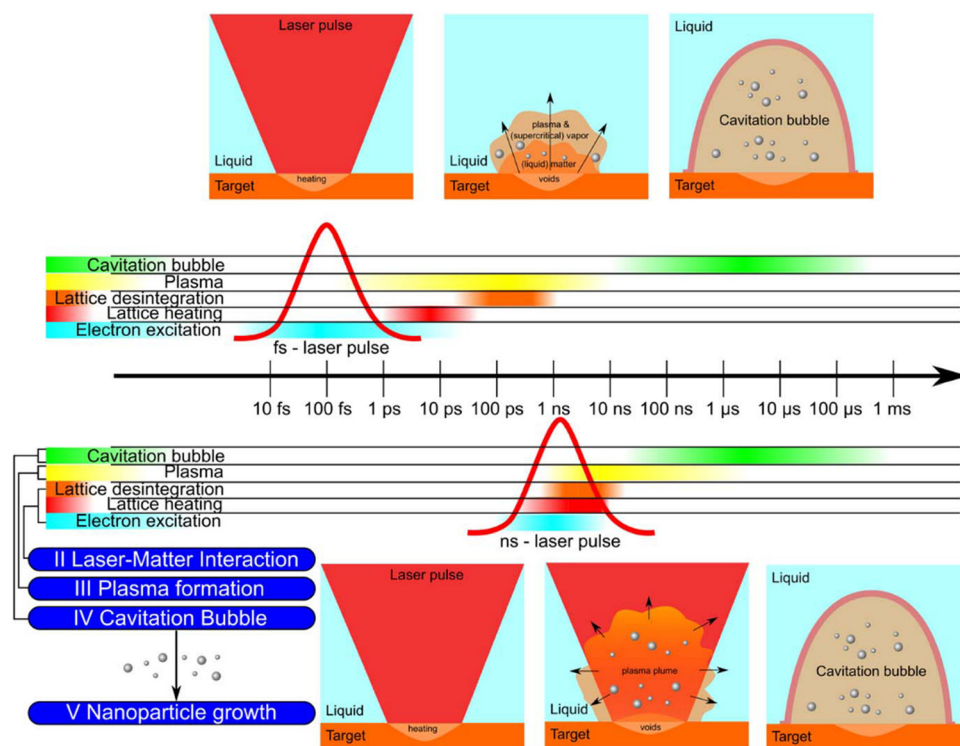 Laser pulse
Liquid
heating
Target
plasma &
(supercritical) vapor
Liquid
(liquid) matter
voids
Target
Liquid
Cavitation bubble
Target
Cavitation bubble
Plasma
Lattice desintegration
Lattice heating
Electron excitation
fs - laser pulse
10 fs 100 fs 1 ps 10 ps 100 ps 1 ns 10 ns 100 ns 1 µs 10 µs 100 µs 1 ms
Cavitation bubble
Plasma
Lattice desintegration
Lattice heating
Electron excitation
ns - laser pulse
II Laser-Matter Interaction
III Plasma formation
IV Cavitation Bubble
V Nanoparticle growth
Laser pulse
Liquid
heating
Target
plasma plume
Liquid
voids
Target
Liquid
Cavitation bubble
Target